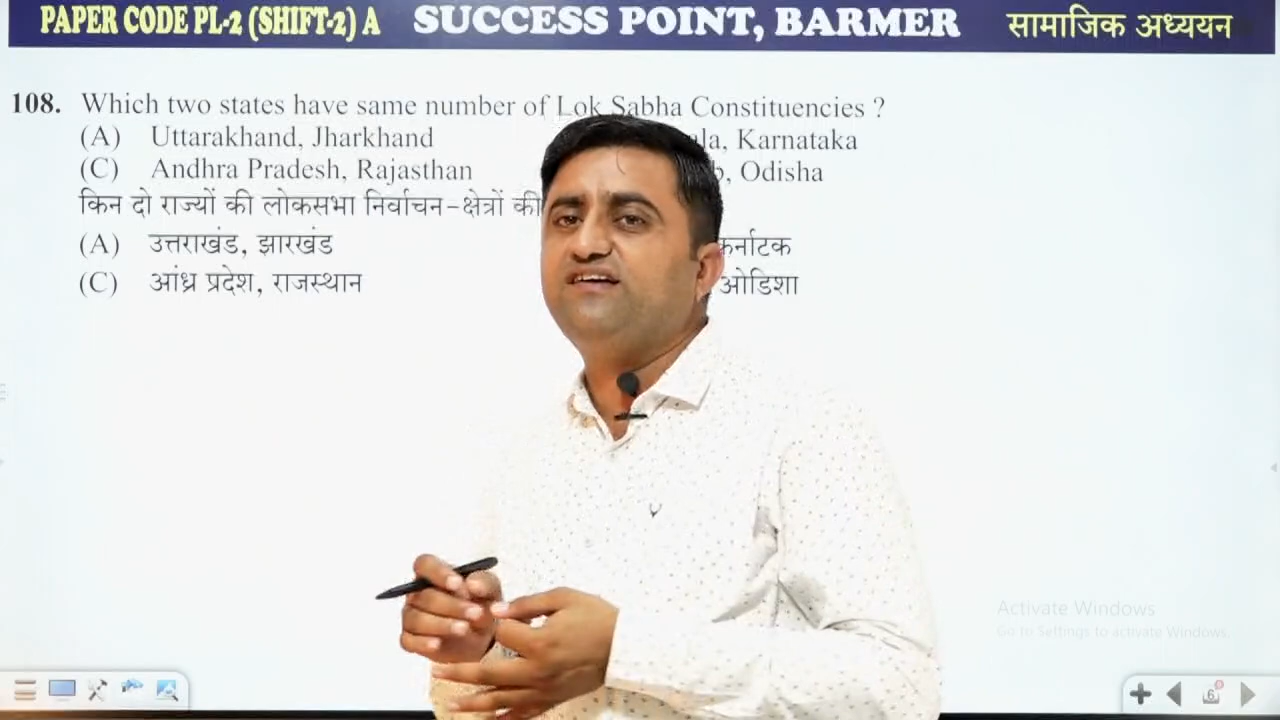 PAPER CODE PL-2 (SHIFT-2) A SUCCESS POINT, BARMER सामाजिक अध्ययन
108. Which two states have same number of Lok Sabha Constituencies ?
(A) Uttarakhand, Jharkhand Karnataka
(C) Andhra Pradesh, Rajasthan Odisha
किन दो राज्यों की लोकसभा निर्वाचन-क्षेत्रों की
(A) उत्तराखंड, झारखंड कर्नाटक
(C) आंध्र प्रदेश, राजस्थान ओडिशा
Activate Windows
Go to Settings to activate Windows.